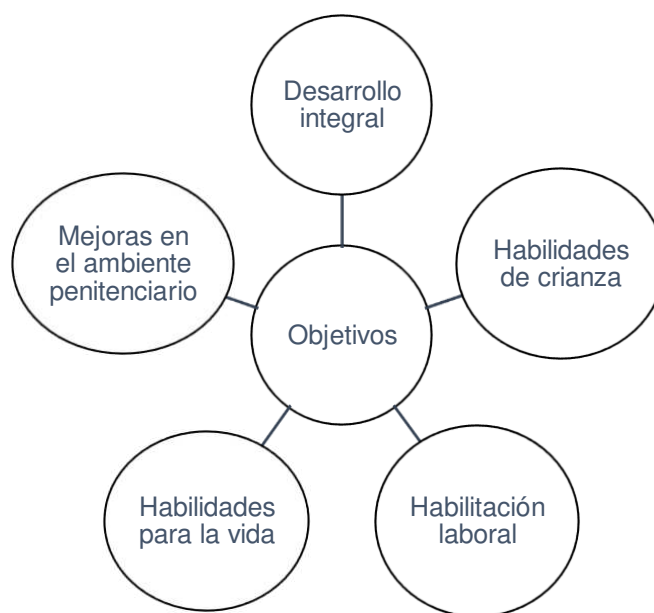 Desarrollo
integral
Mejoras en
el ambiente
penitenciario
Habilidades
de crianza
Objetivos
Habilidades
para la vida
Habilitación
laboral